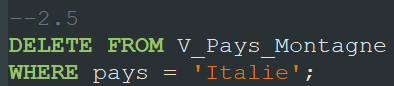 --2.5
DELETE FROM V_Pays_Montagne
WHERE pays = 'Italie';